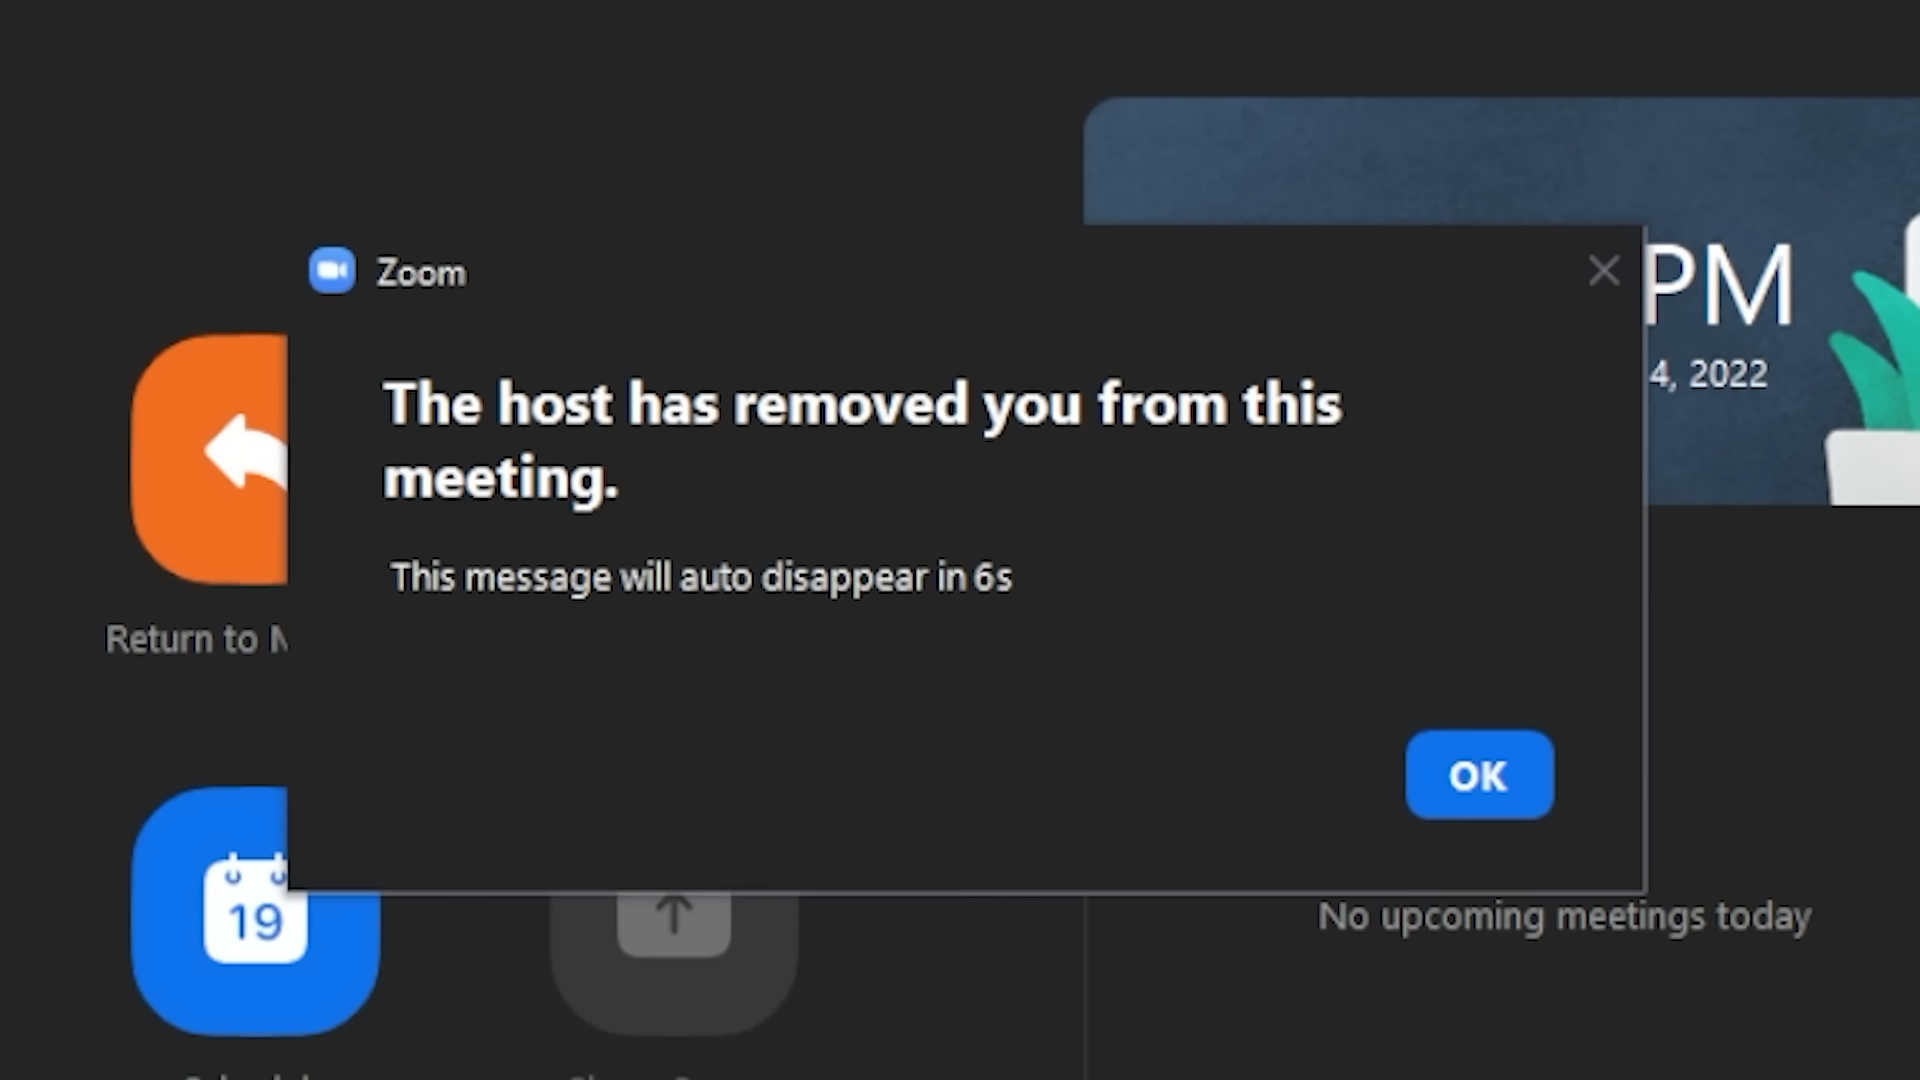 Zoom
PM
4, 2022
The host has removed you from this
meeting.
This message will auto disappear in 6s
Return to
OK
19
No upcoming meetings today